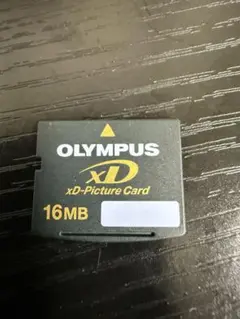 OLYMPUS
xD
xD-Picture Card
16MB